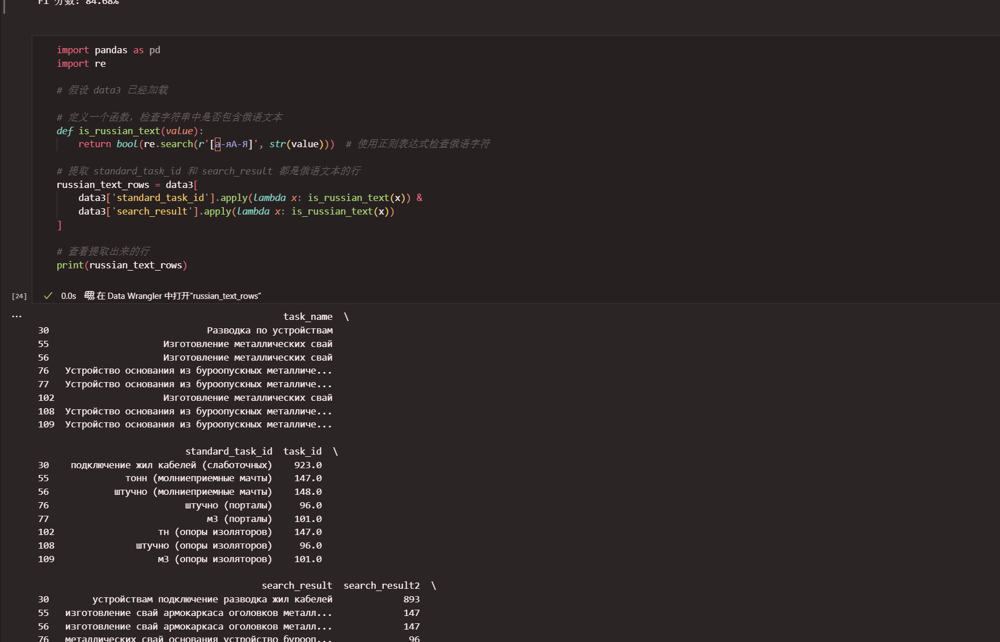 F1 分数: 84.68%
import pandas as pd
import re
# 假设 data3 已经加载
# 定义一个函数，检查字符串中是否包含俄语文本
def is_russian_text(value):
return bool(re.search(r'[а-яА-Я]', str(value))) # 使用正则表达式检查俄语字符
# 提取 standard_task_id 和 search_result 都是俄语文本的行
russian_text_rows = data3[
data3['standard_task_id'].apply(lambda x: is_russian_text(x)) &
data3['search_result'].apply(lambda x: is_russian_text(x))
]
# 查看提取出来的行
print(russian_text_rows)
[24] ✓ 0.0s 在 Data Wrangler 中打开“russian_text_rows”
...
task_name \
30 Разводка по устройствам
55 Изготовление металлических свай
56 Изготовление металлических свай
76 Устройство основания из буроопускных металличе...
77 Устройство основания из буроопускных металличе...
102 Изготовление металлических свай
108 Устройство основания из буроопускных металличе...
109 Устройство основания из буроопускных металличе...
standard_task_id task_id \
30 подключение жил кабелей (слаботочных) 923.0
55 тонн (молниеприемные мачты) 147.0
56 штучно (молниеприемные мачты) 148.0
76 штучно (порталы) 96.0
77 м3 (порталы) 101.0
102 тн (опоры изоляторов) 147.0
108 штучно (опоры изоляторов) 96.0
109 м3 (опоры изоляторов) 101.0
search_result search_result2 \
30 устройствам подключение разводка жил кабелей 893
55 изготовление свай армокаркаса оголовков металл... 147
56 изготовление свай армокаркаса оголовков металл... 147
76 металлических свай основания устройство бурооп... 96